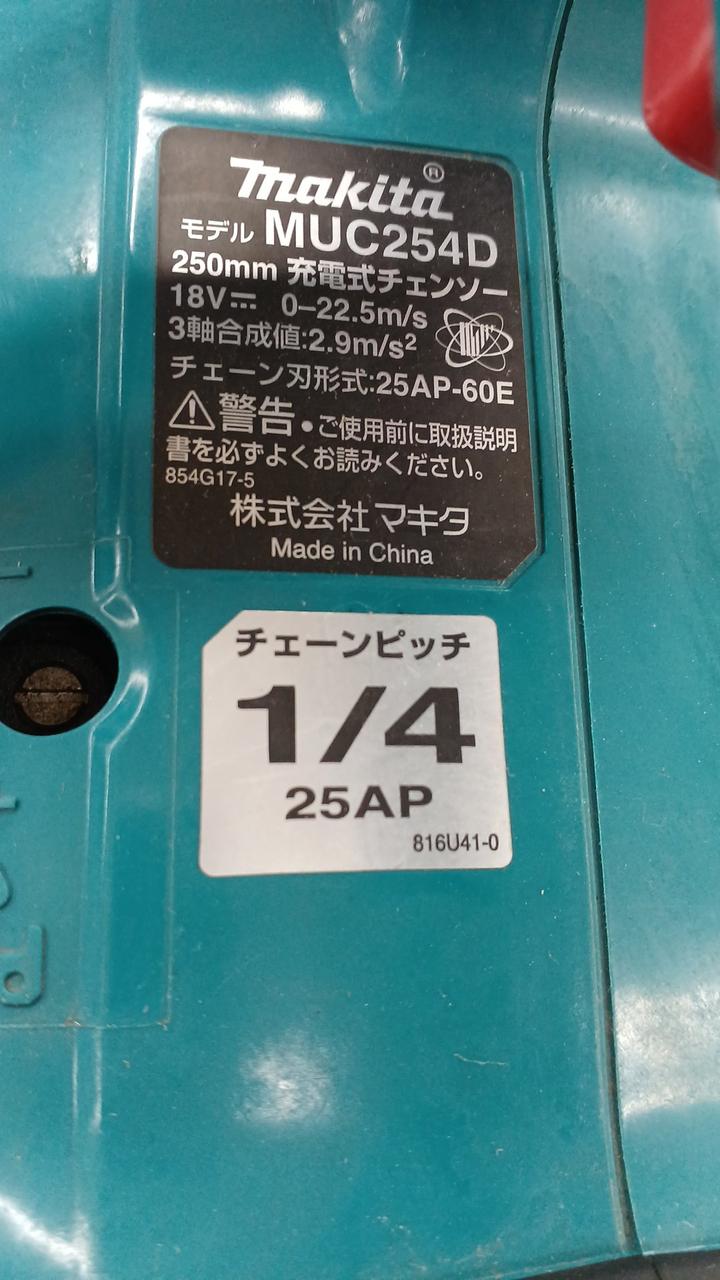 makita®
モデル MUC254D
250mm 充電式チェンソー
18V⎓ 0–22.5m/s
3軸合成値:2.9m/s²
チェーン刃形式:25AP-60E
⚠警告・ご使用前に取扱説明
書を必ずよくお読みください。
854G17-5
株式会社マキタ
Made in China
チェーンピッチ
1/4
25AP
816U41-0